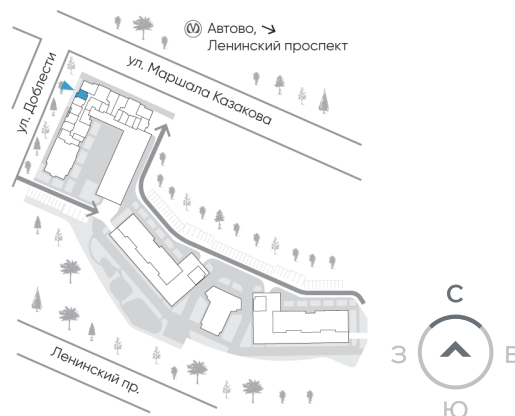 Автово, ↘
Ленинский проспект
ул. Маршала Казакова
ул. Доблести
Ленинский пр.
С
З
В
Ю